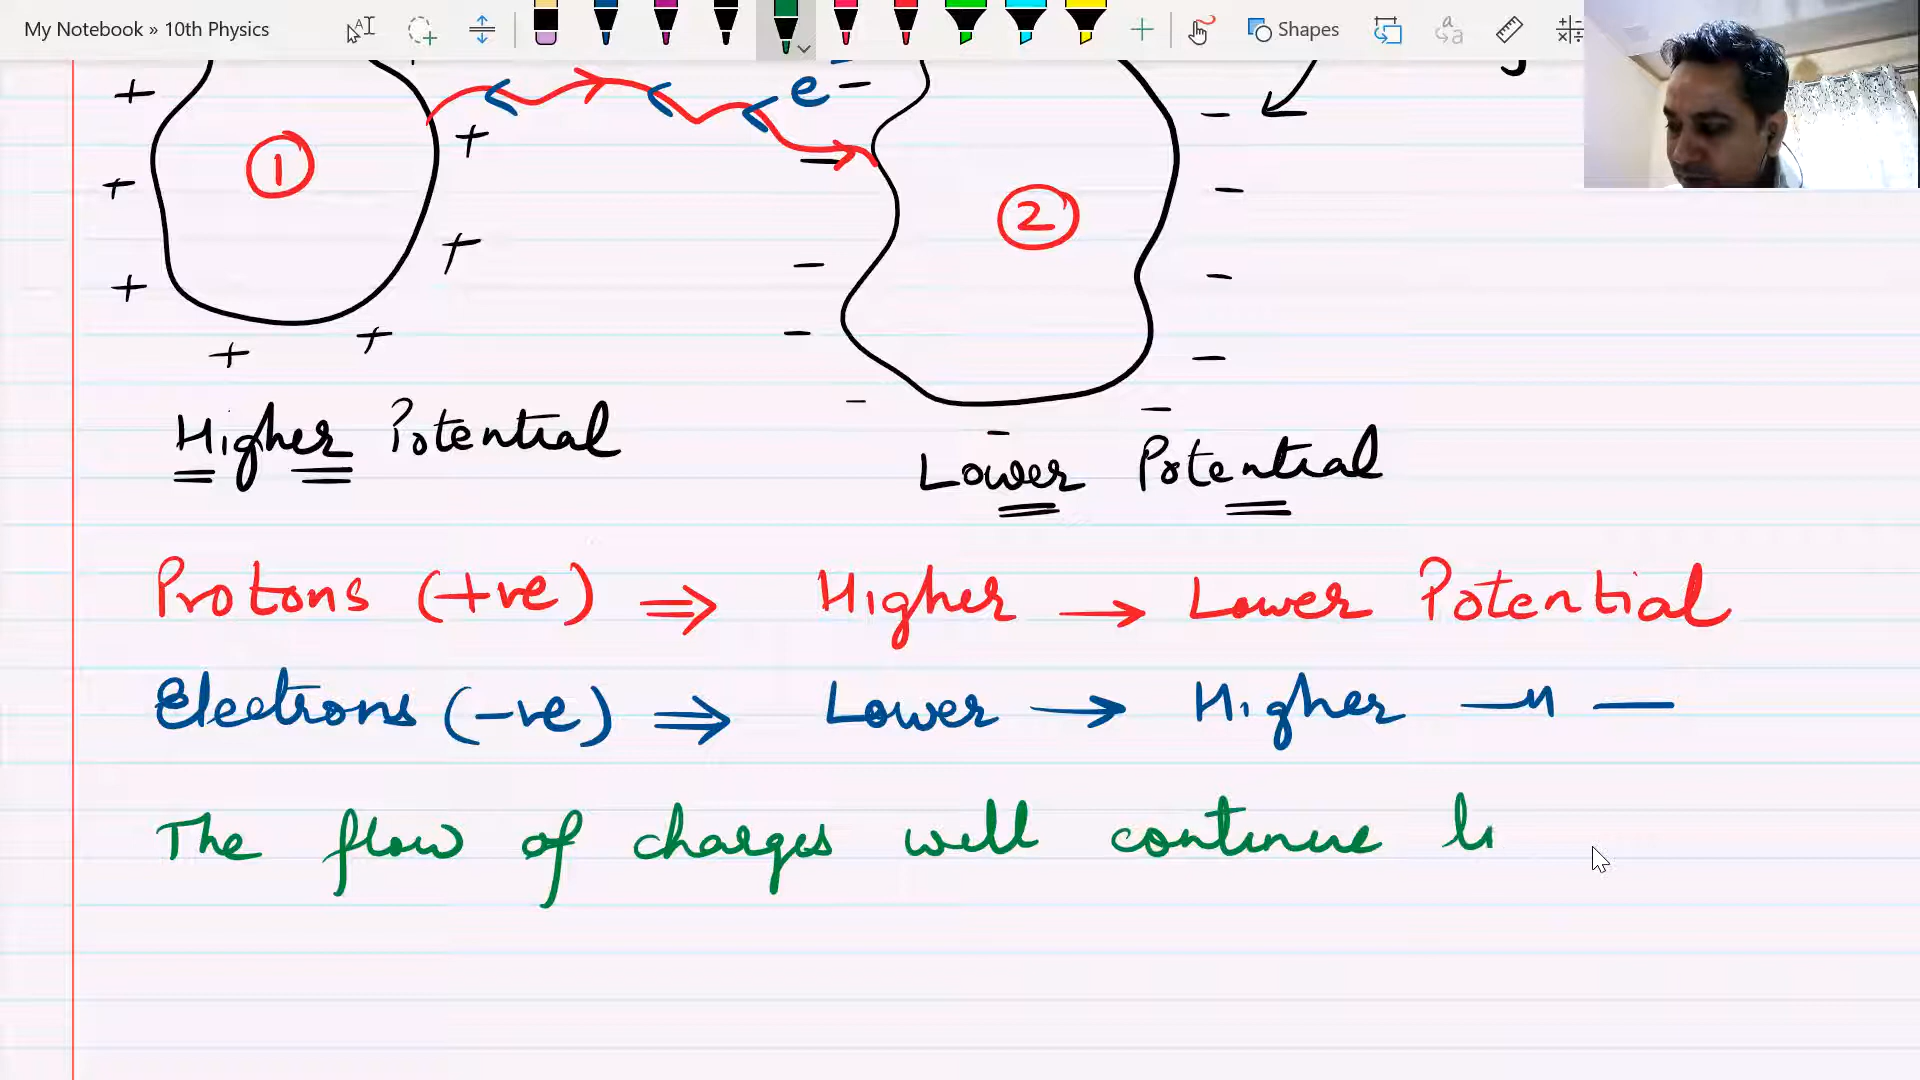 My Notebook » 10th Physics
Shapes
e
+ + + + + + +
1
2
Higher Potential
Lower Potential
Protons (+ve) ⇒ Higher → Lower Potential
Electrons (-ve) ⇒ Lower → Higher —〃—
The flow of charges will continue